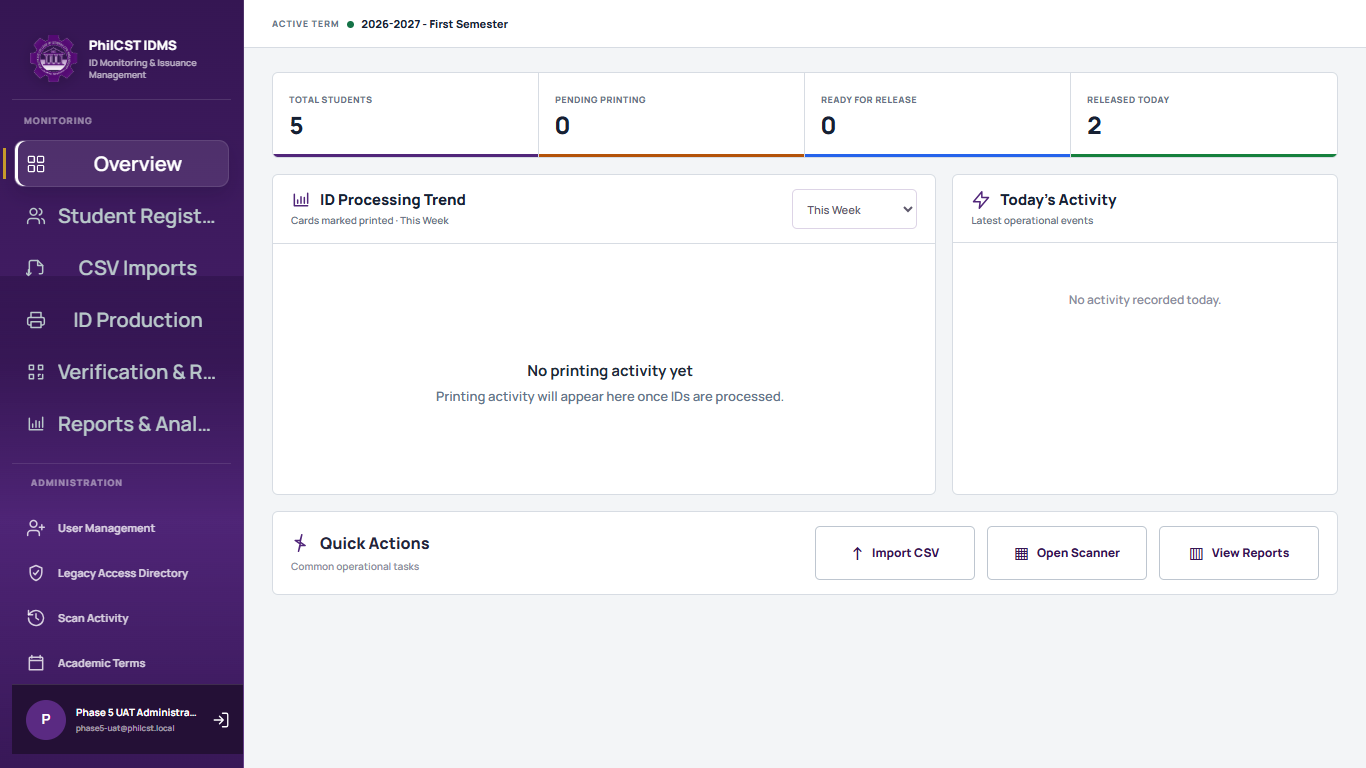 PhilCST IDMS
ID Monitoring & Issuance
Management
MONITORING
Overview
Student Regist...
CSV Imports
ID Production
Verification & R...
Reports & Anal...
ADMINISTRATION
User Management
Legacy Access Directory
Scan Activity
Academic Terms
P
Phase 5 UAT Administra...
phase5-uat@philcst.local
ACTIVE TERM 2026-2027 - First Semester
TOTAL STUDENTS
5
PENDING PRINTING
0
READY FOR RELEASE
0
RELEASED TODAY
2
ID Processing Trend
Cards marked printed · This Week
This Week
No printing activity yet
Printing activity will appear here once IDs are processed.
Today's Activity
Latest operational events
No activity recorded today.
Quick Actions
Common operational tasks
Import CSV
Open Scanner
View Reports